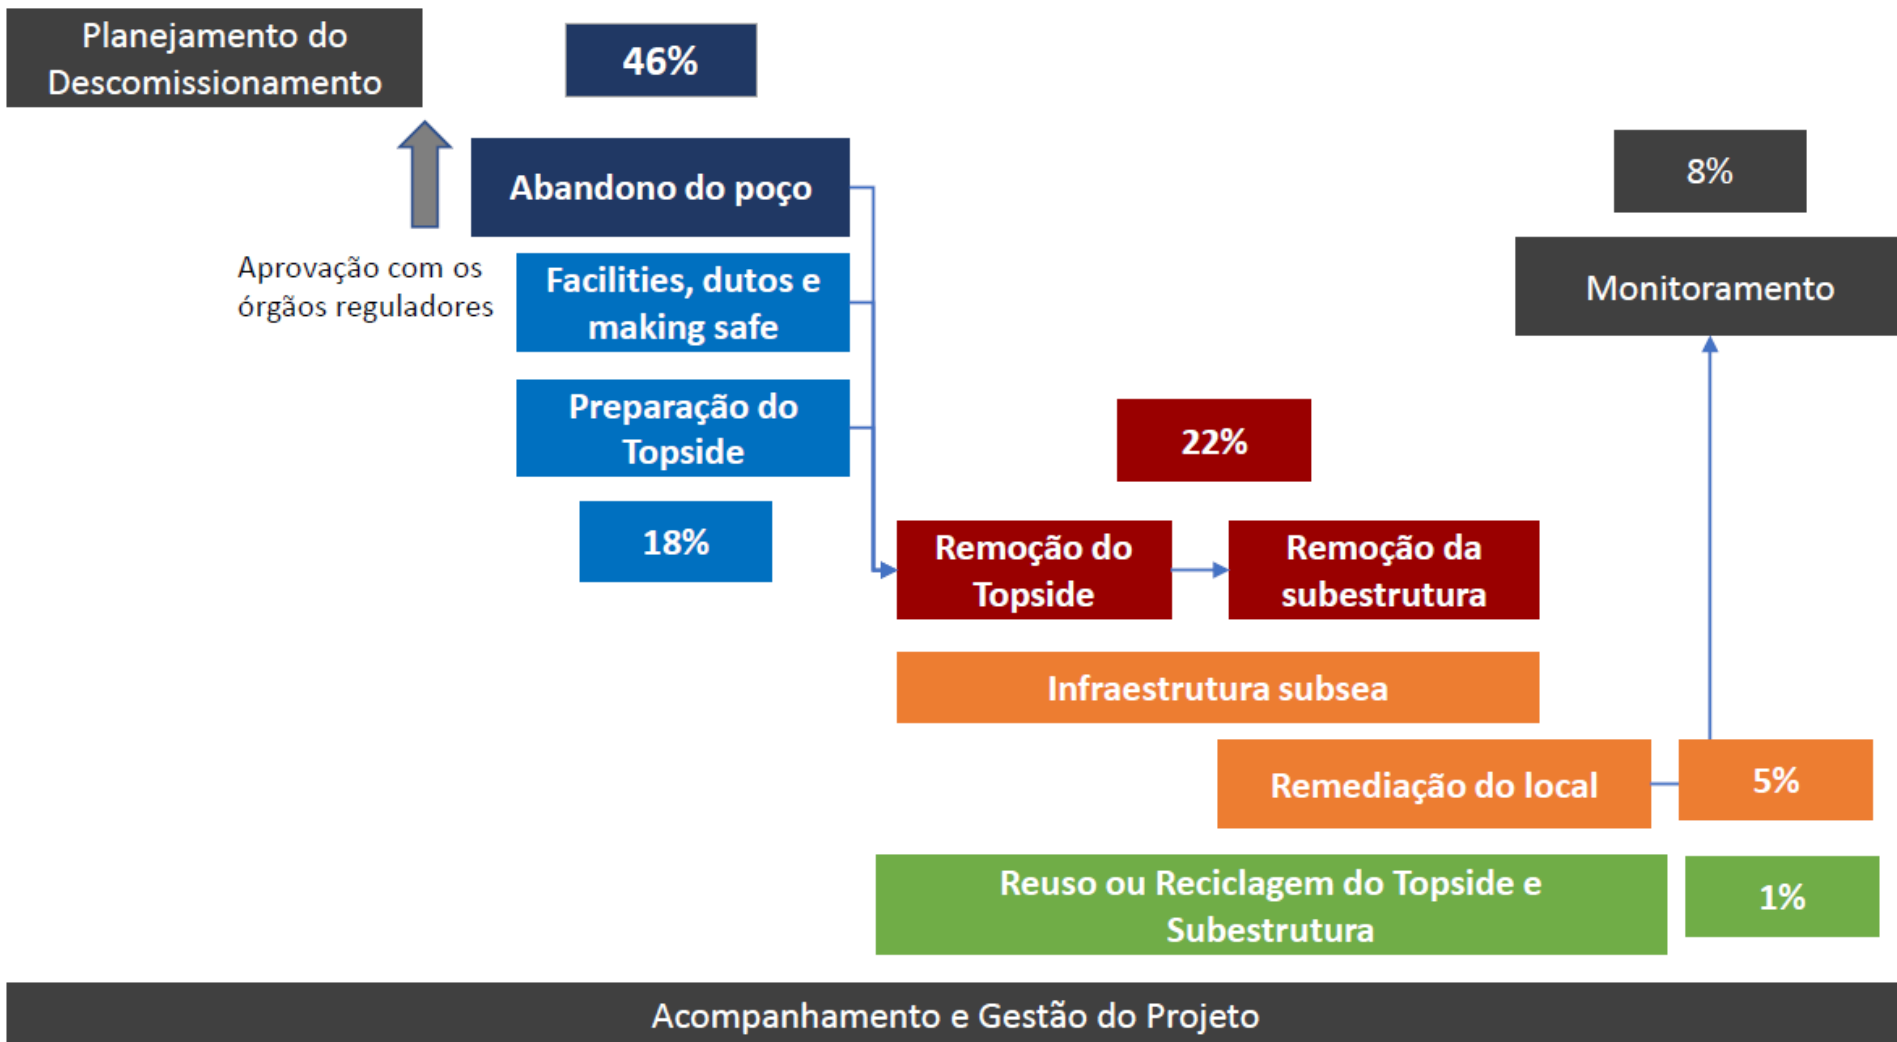 Planejamento do
Descomissionamento
46%
Abandono do poço
8%
Aprovação com os
órgãos reguladores
Facilities, dutos e
making safe
Monitoramento
Preparação do
Topside
22%
18%
Remoção do
Topside
Remoção da
subestrutura
Infraestrutura subsea
Remediação do local
5%
Reuso ou Reciclagem do Topside e
Subestrutura
1%
Acompanhamento e Gestão do Projeto